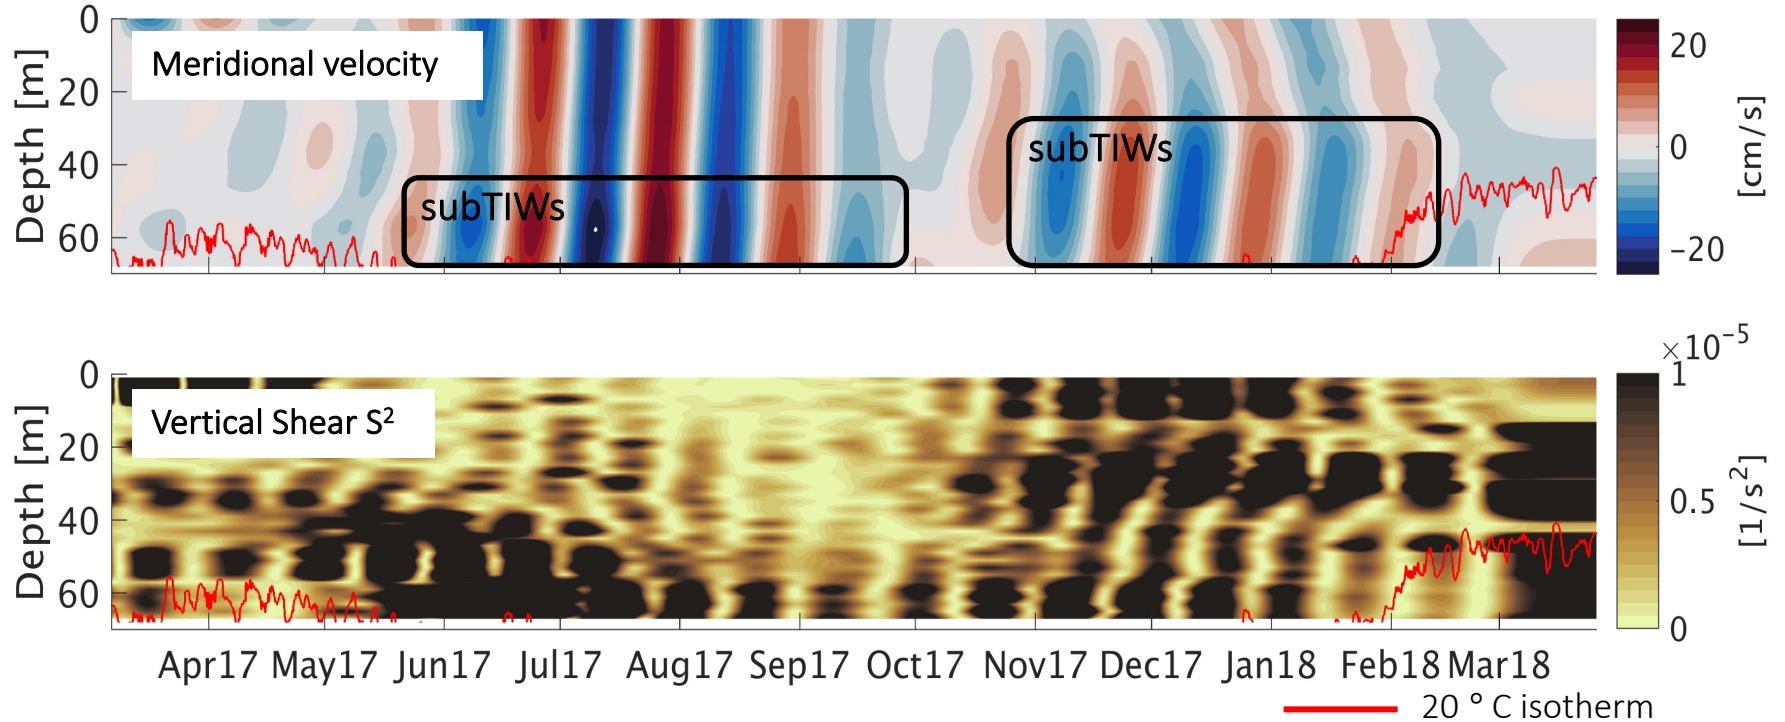 Meridional velocity
Depth [m]
0
20
40
60
subTIWs
subTIWs
20
0
-20
[cm/s]
Vertical Shear S²
Depth [m]
0
20
40
60
×10⁻⁵
1
0.5
0
[1/s²]
Apr17 May17 Jun17 Jul17 Aug17 Sep17 Oct17 Nov17 Dec17 Jan18 Feb18 Mar18
20 ° C isotherm